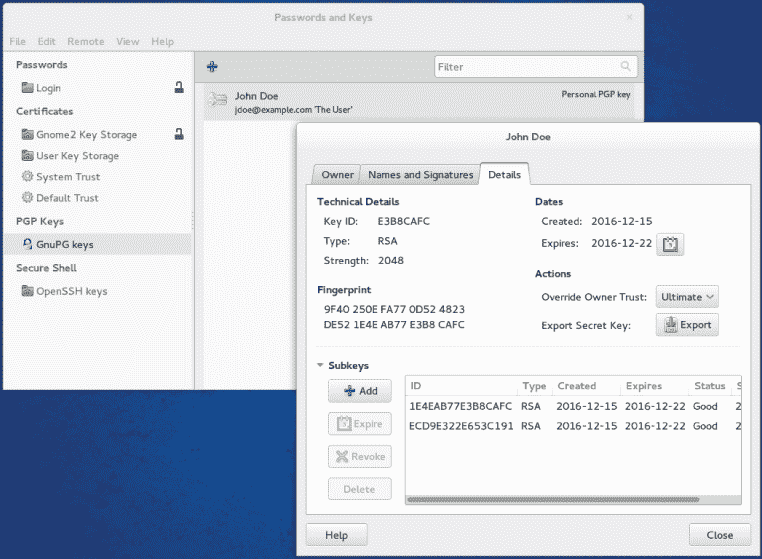 Passwords and Keys
File Edit Remote View Help
Passwords
Login
Certificates
Gnome2 Key Storage
User Key Storage
System Trust
Default Trust
PGP Keys
GnuPG keys
Secure Shell
OpenSSH keys
Filter
John Doe
Personal PGP key
jdoe@example.com 'The User'
John Doe
Owner Names and Signatures Details
Technical Details
Key ID: E3B8CAFC
Type: RSA
Strength: 2048
Fingerprint
9F40 250E FA77 0D52 4823
DE52 1E4E AB77 E3B8 CAFC
Dates
Created: 2016-12-15
Expires: 2016-12-22
Actions
Override Owner Trust: Ultimate
Export Secret Key: Export
Subkeys
Add
Expire
Revoke
Delete
ID Type Created Expires Status S
1E4EAB77E3B8CAFC RSA 2016-12-15 2016-12-22 Good 2
ECD9E322E653C191 RSA 2016-12-15 2016-12-22 Good 2
Help
Close